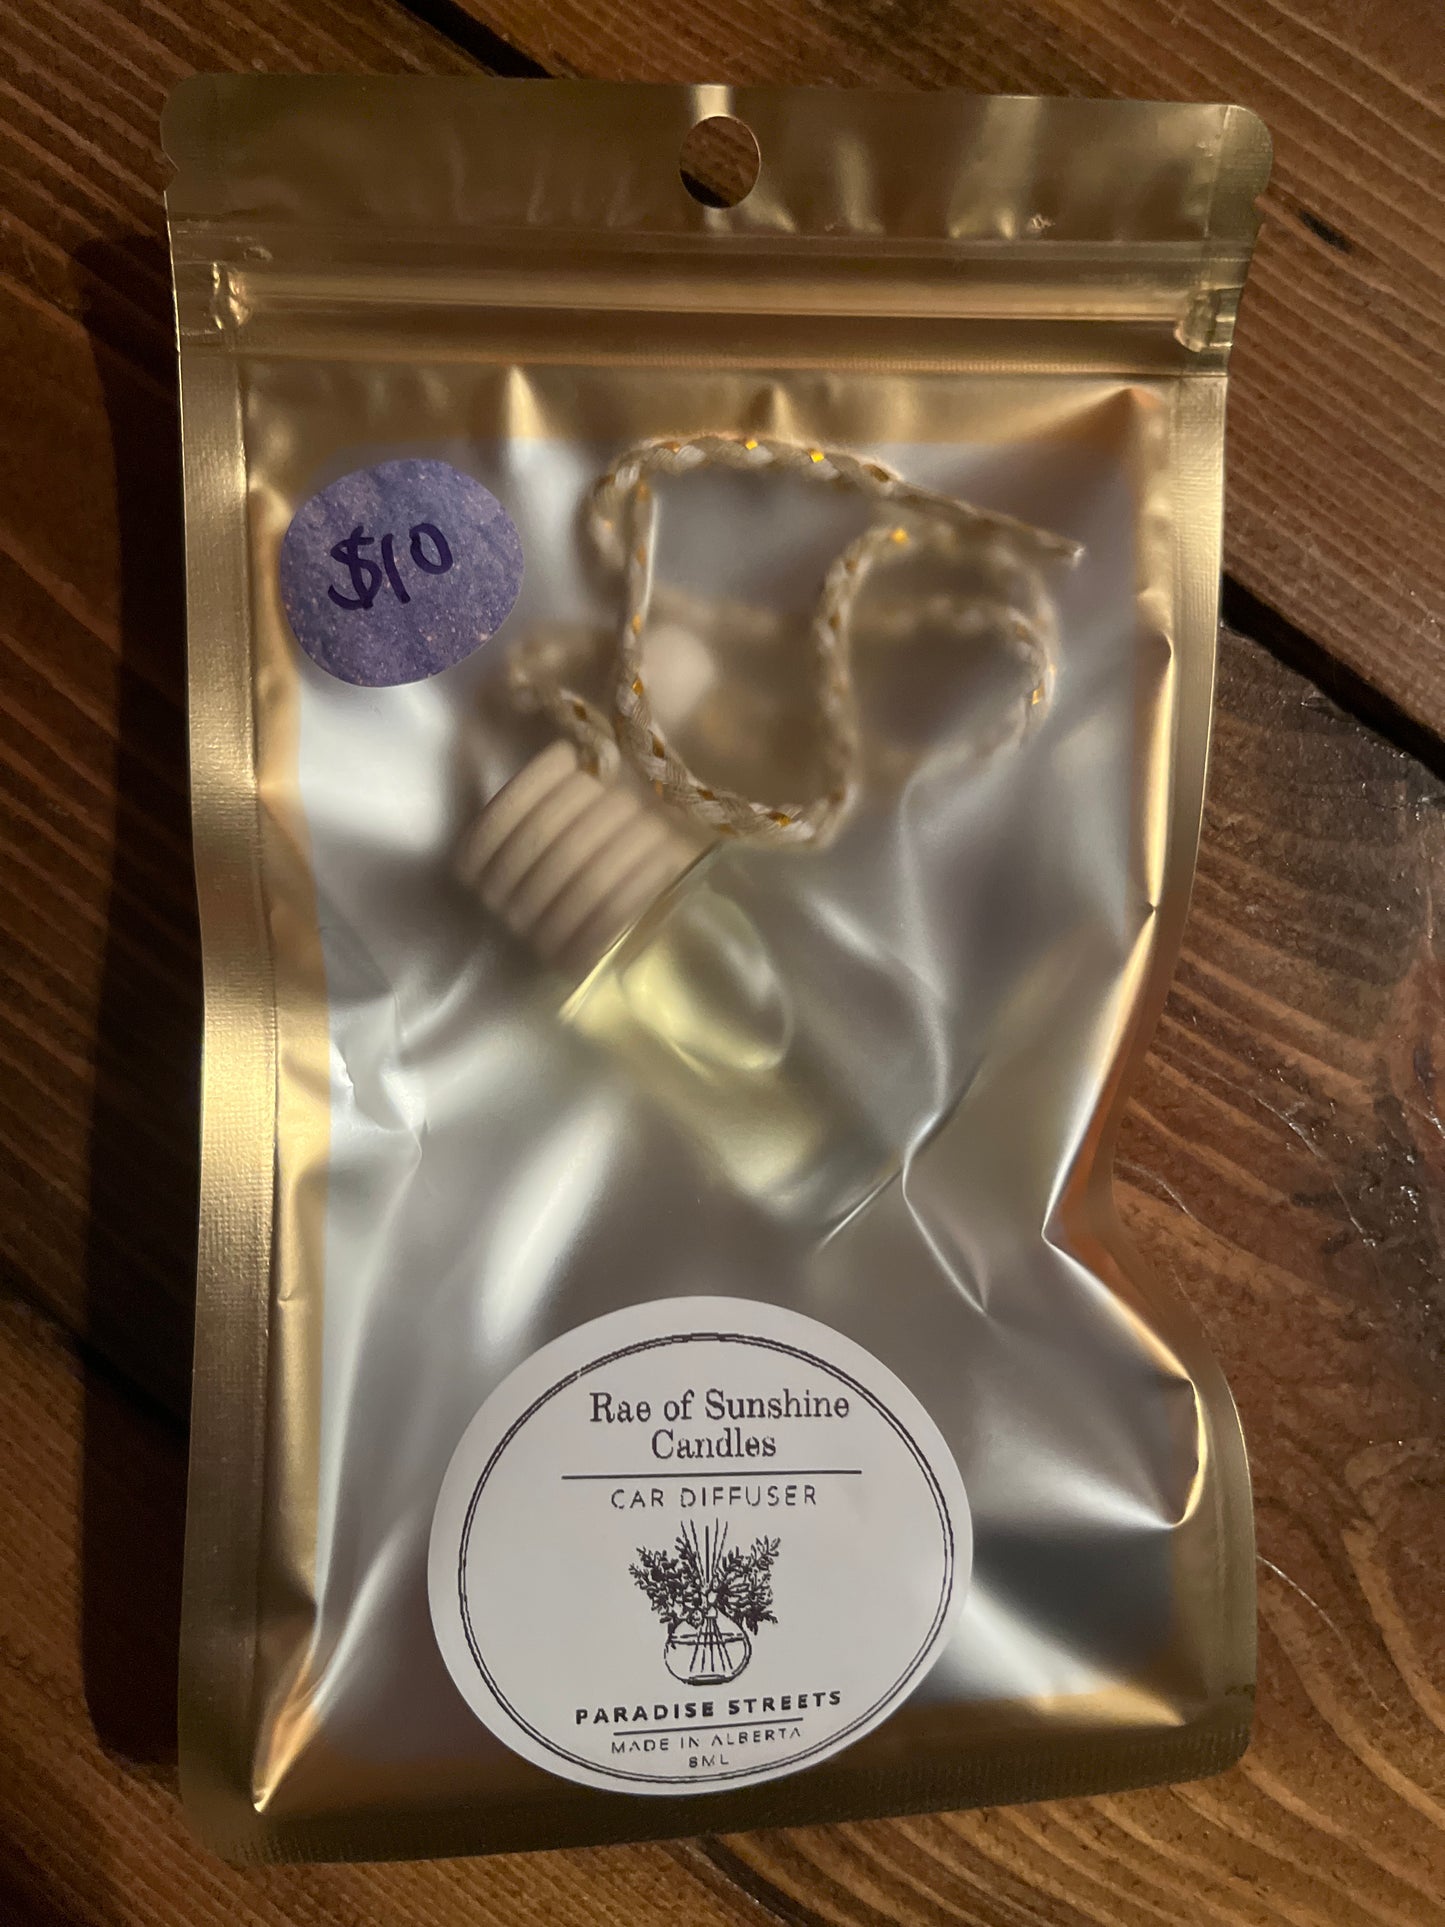 $10
Rae of Sunshine
Candles
CAR DIFFUSER
PARADISE STREETS
MADE IN ALBERTA
8ML